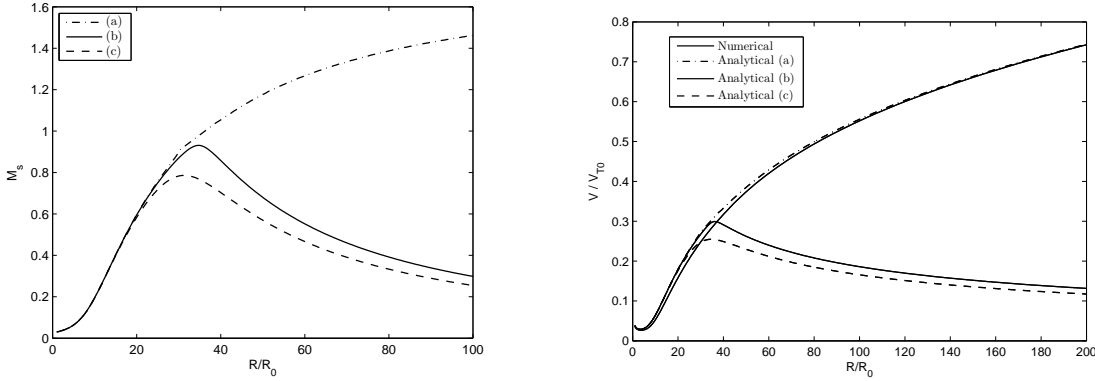 (a)
(b)
(c)
1.6
1.4
1.2
1
0.8
0.6
0.4
0.2
0
0 20 40 60 80 100
M_s
R/R_0
Numerical
Analytical (a)
Analytical (b)
Analytical (c)
0.8
0.7
0.6
0.5
0.4
0.3
0.2
0.1
0
0 20 40 60 80 100 120 140 160 180 200
V / V_T0
R/R_0